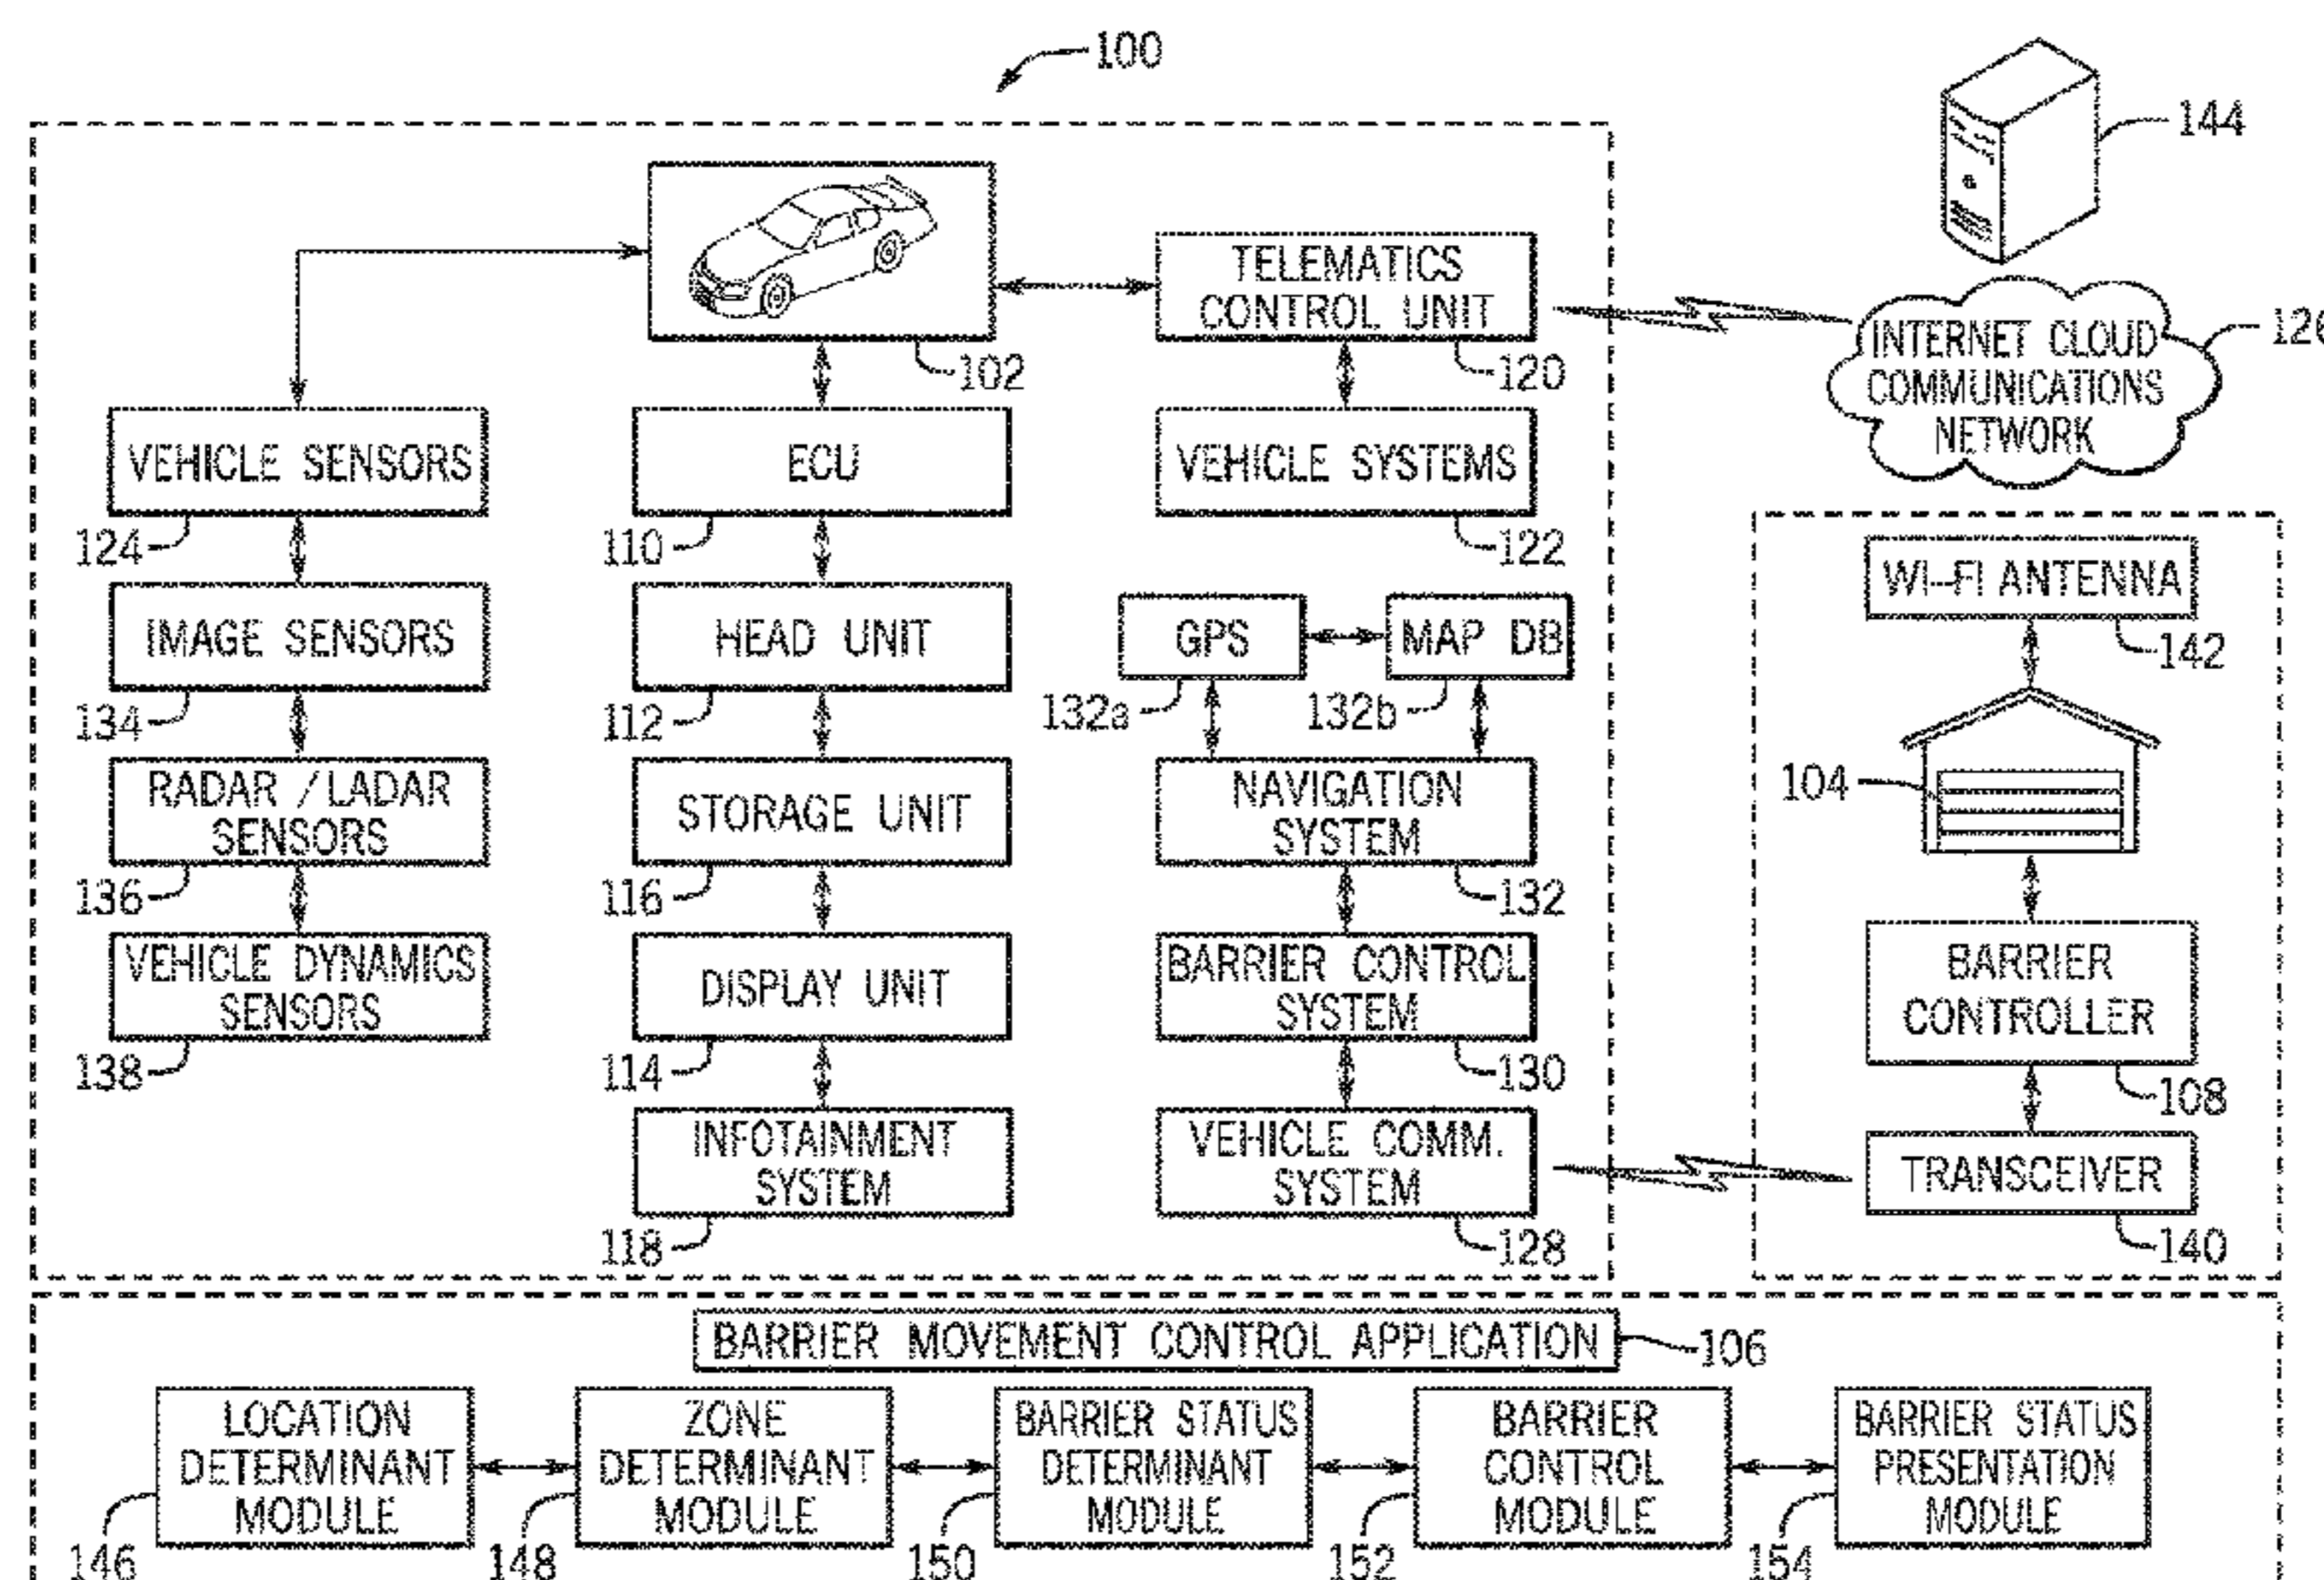 100
144
102
TELEMATICS
CONTROL UNIT
120
INTERNET CLOUD
COMMUNICATIONS
NETWORK
VEHICLE SENSORS
124
ECU
110
VEHICLE SYSTEMS
122
WI-FI ANTENNA
142
IMAGE SENSORS
134
HEAD UNIT
112
GPS
132a
MAP DB
132b
RADAR / LADAR
SENSORS
136
STORAGE UNIT
116
NAVIGATION
SYSTEM
132
104
VEHICLE DYNAMICS
SENSORS
138
DISPLAY UNIT
114
BARRIER CONTROL
SYSTEM
130
BARRIER
CONTROLLER
108
INFOTAINMENT
SYSTEM
118
VEHICLE COMM.
SYSTEM
128
TRANSCEIVER
140
BARRIER MOVEMENT CONTROL APPLICATION
106
LOCATION
DETERMINANT
MODULE
146
ZONE
DETERMINANT
MODULE
148
BARRIER STATUS
DETERMINANT
MODULE
150
BARRIER
CONTROL
MODULE
152
BARRIER STATUS
PRESENTATION
MODULE
154